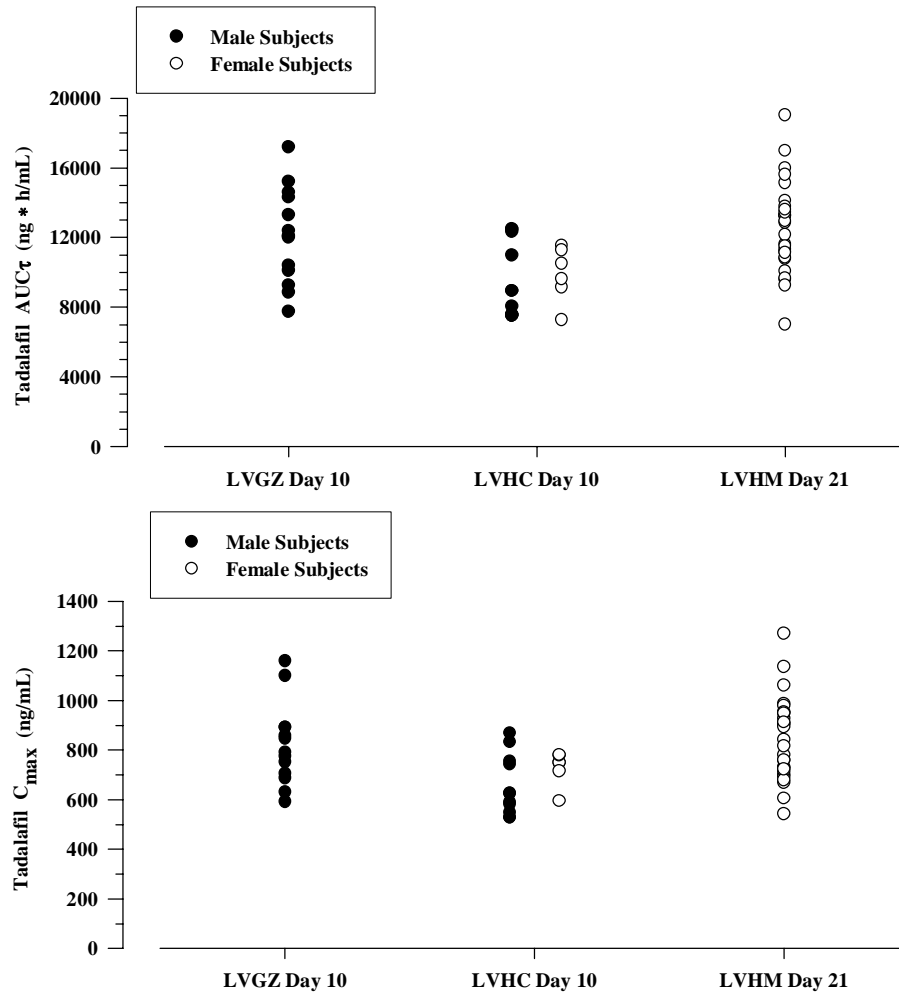 Male Subjects
Female Subjects
Tadalafil AUCτ (ng * h/mL)
20000
16000
12000
8000
4000
0
LVGZ Day 10 LVHC Day 10 LVHM Day 21
Male Subjects
Female Subjects
Tadalafil Cmax (ng/mL)
1400
1200
1000
800
600
400
200
0
LVGZ Day 10 LVHC Day 10 LVHM Day 21